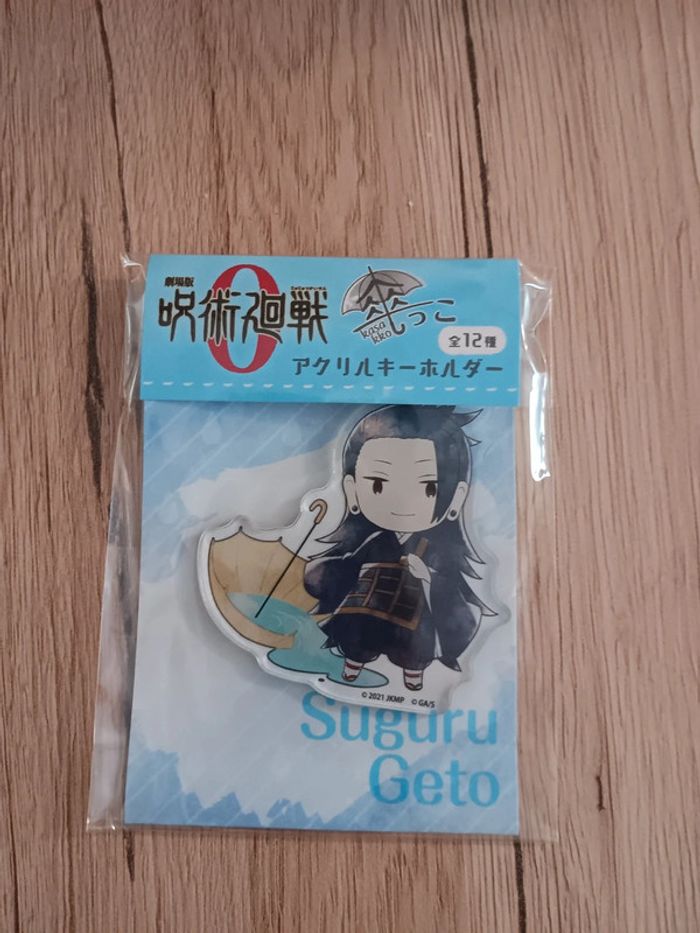 劇場版
呪術廻戦
0
じゅじゅつかいせん
傘っこ
kasa
kko
全12種
アクリルキーホルダー
© 2021 JKMP © GA/S
Suguru
Geto